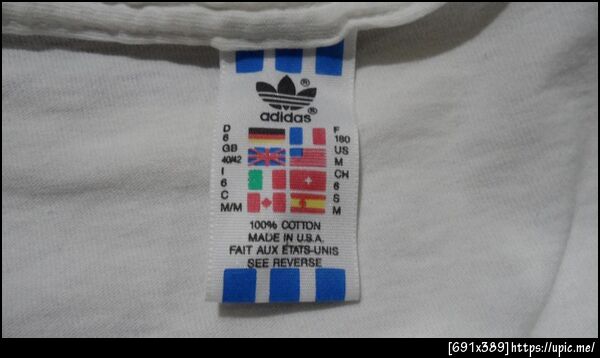 ®
adidas ®
D F
6 180
GB US
40/42 M
I CH
6 6
C S
M/M M
100% COTTON
MADE IN U.S.A.
FAIT AUX ÉTATS-UNIS
SEE REVERSE
[691x389]https://upic.me/